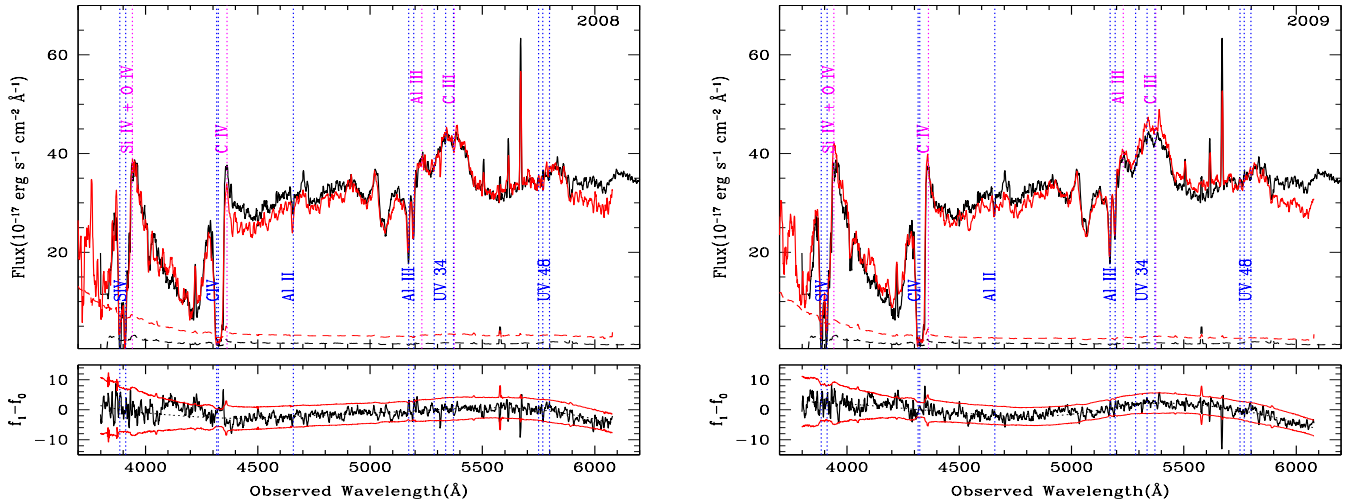 2008
Flux(10⁻¹⁷ erg s⁻¹ cm⁻² Å⁻¹)
60
40
20
Si IV + O IV
C IV
Al III
C III
SiIV
CIV
Al II
Al III
UV 34
UV 48
f₁−f₀
10
0
−10
4000 4500 5000 5500 6000
Observed Wavelength(Å)
2009
Flux(10⁻¹⁷ erg s⁻¹ cm⁻² Å⁻¹)
60
40
20
Si IV + O IV
C IV
Al III
C III
SiIV
CIV
Al II
Al III
UV 34
UV 48
f₁−f₀
10
0
−10
4000 4500 5000 5500 6000
Observed Wavelength(Å)